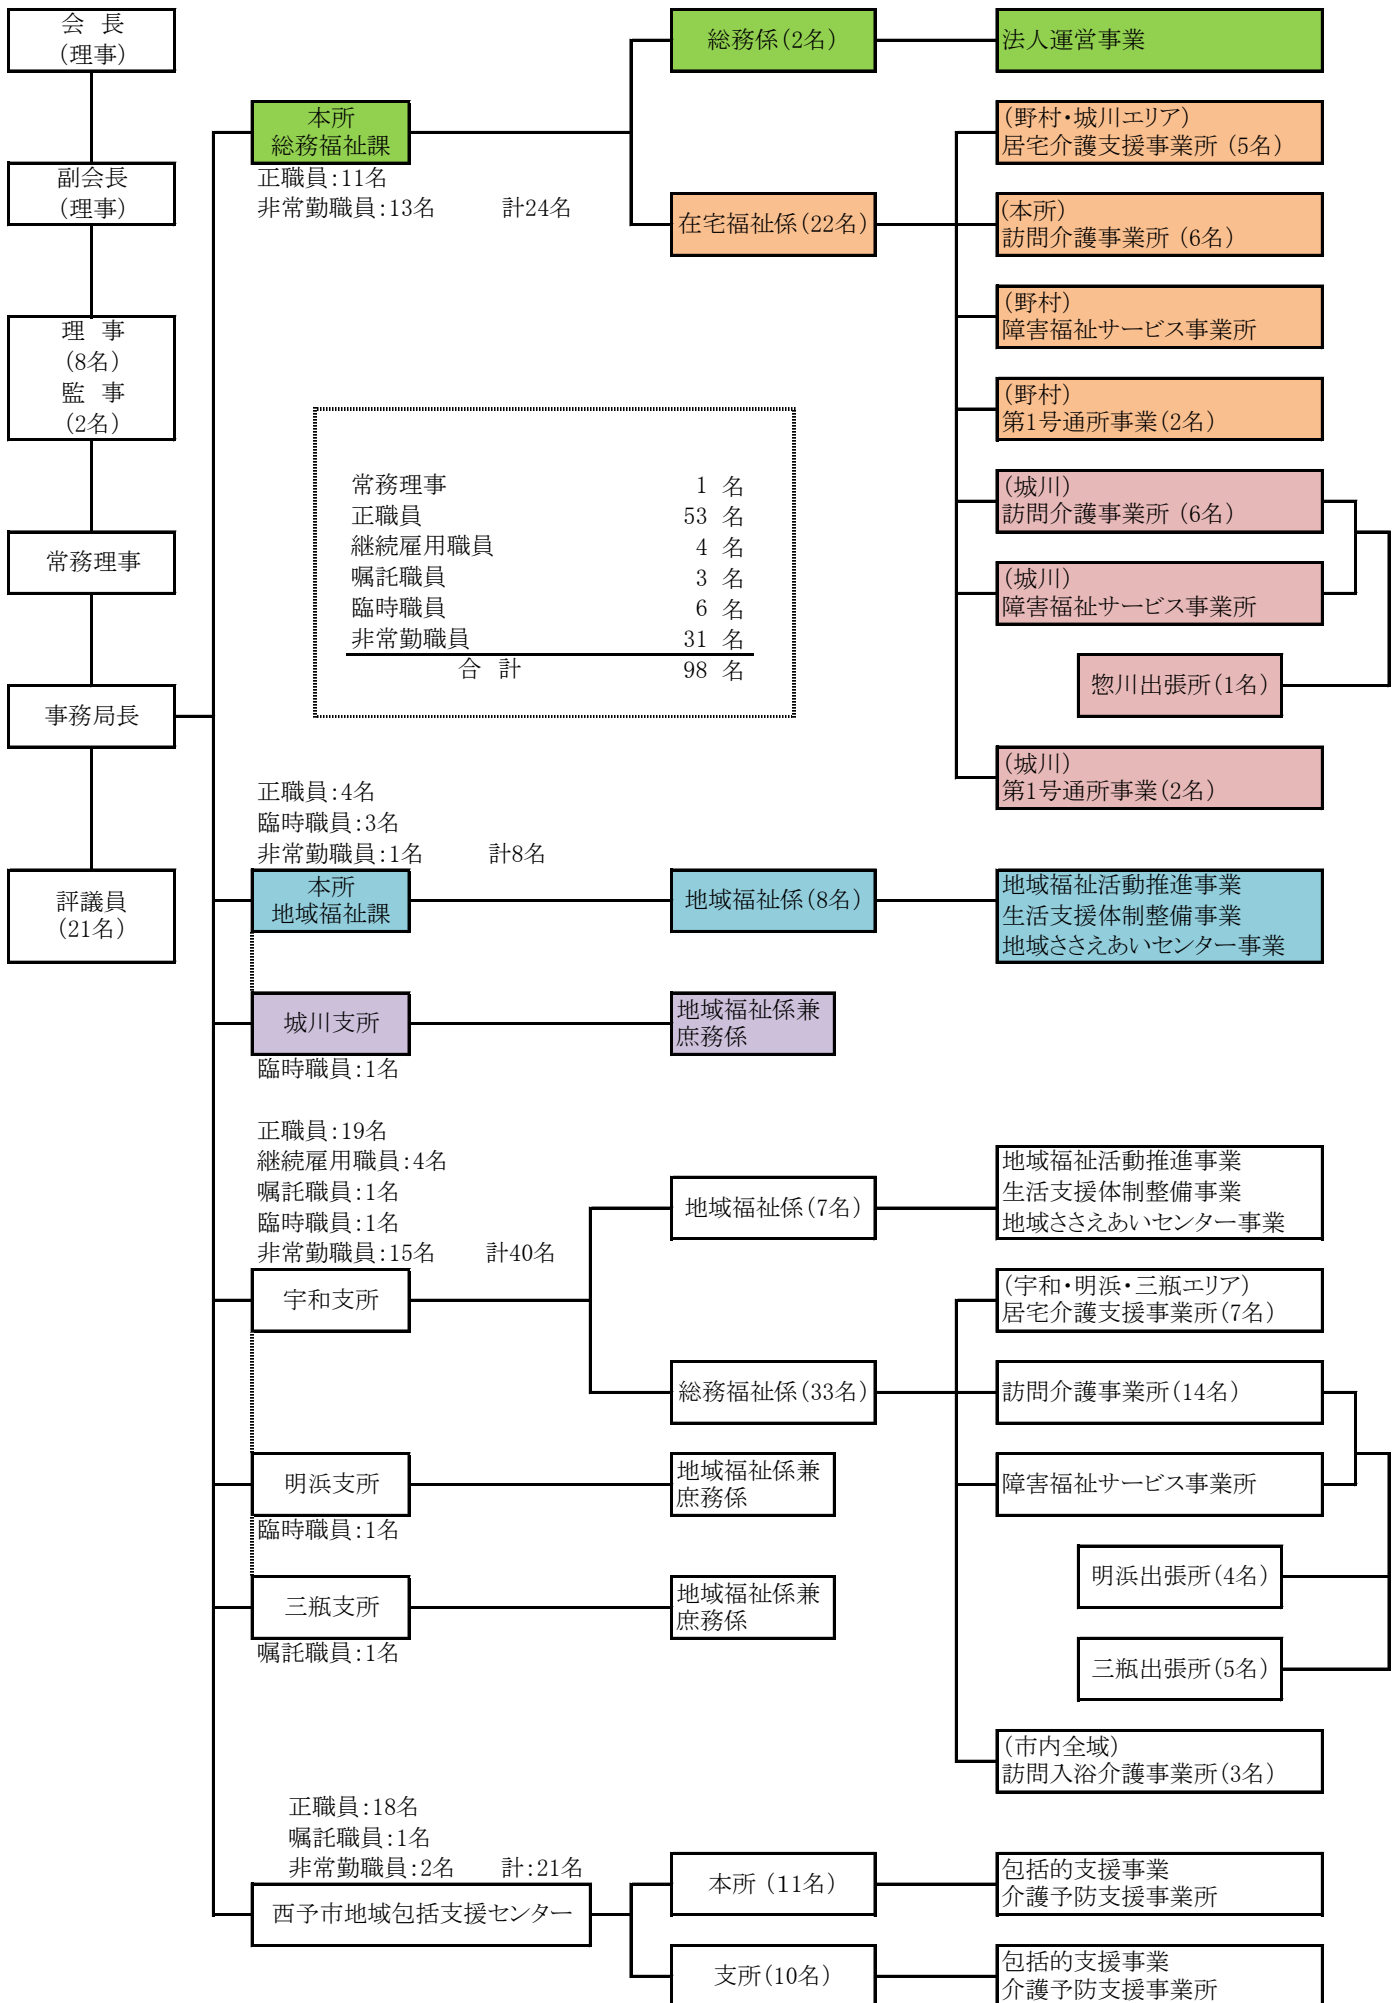 会　長
(理事)
副会長
(理事)
理　事
(8名)
監　事
(2名)
常務理事
事務局長
評議員
(21名)
本所
総務福祉課
正職員:11名
非常勤職員:13名　計24名
総務係(2名)
法人運営事業
在宅福祉係(22名)
(野村・城川エリア)
居宅介護支援事業所 (5名)
(本所)
訪問介護事業所 (6名)
(野村)
障害福祉サービス事業所
(野村)
第1号通所事業(2名)
(城川)
訪問介護事業所 (6名)
(城川)
障害福祉サービス事業所
惣川出張所(1名)
(城川)
第1号通所事業(2名)
常務理事　1 名
正職員　53 名
継続雇用職員　4 名
嘱託職員　3 名
臨時職員　6 名
非常勤職員　31 名
合　計　98 名
正職員:4名
臨時職員:3名
非常勤職員:1名　計8名
本所
地域福祉課
地域福祉係(8名)
地域福祉活動推進事業
生活支援体制整備事業
地域ささえあいセンター事業
城川支所
臨時職員:1名
地域福祉係兼
庶務係
正職員:19名
継続雇用職員:4名
嘱託職員:1名
臨時職員:1名
非常勤職員:15名　計40名
宇和支所
地域福祉係(7名)
地域福祉活動推進事業
生活支援体制整備事業
地域ささえあいセンター事業
総務福祉係(33名)
(宇和・明浜・三瓶エリア)
居宅介護支援事業所(7名)
訪問介護事業所(14名)
障害福祉サービス事業所
明浜出張所(4名)
三瓶出張所(5名)
(市内全域)
訪問入浴介護事業所(3名)
明浜支所
臨時職員:1名
地域福祉係兼
庶務係
三瓶支所
嘱託職員:1名
地域福祉係兼
庶務係
正職員:18名
嘱託職員:1名
非常勤職員:2名　計:21名
西予市地域包括支援センター
本所 (11名)
包括的支援事業
介護予防支援事業所
支所(10名)
包括的支援事業
介護予防支援事業所